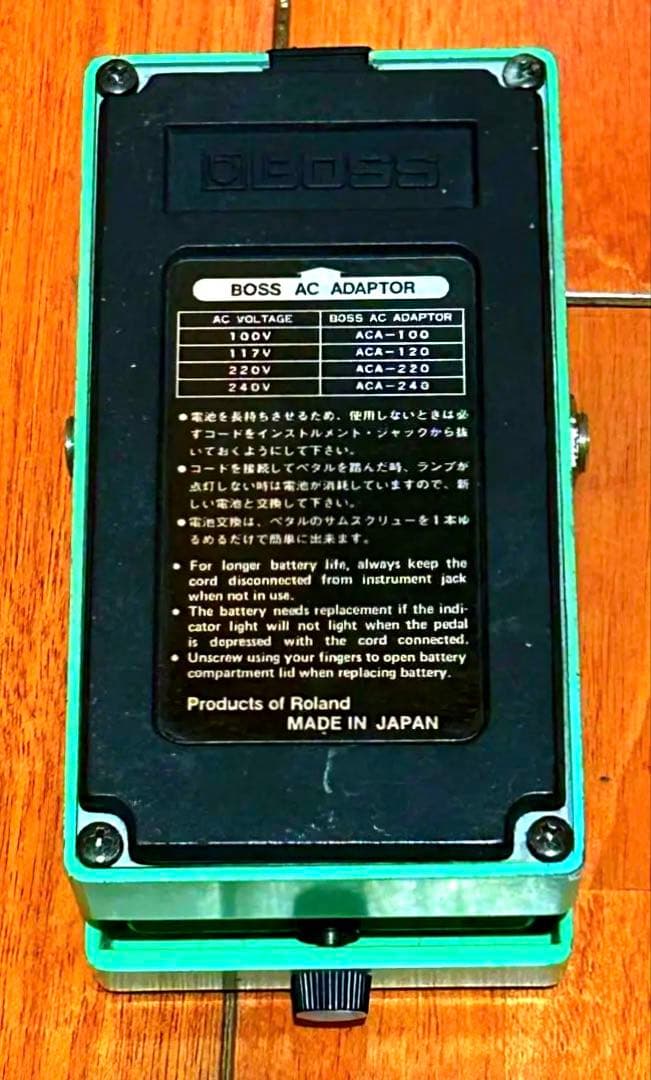 BOSS
BOSS AC ADAPTOR
AC VOLTAGE BOSS AC ADAPTOR
100V ACA-100
117V ACA-120
220V ACA-220
240V ACA-240
●電池を長持ちさせるため、使用しないときは必
ずコードをインストルメント・ジャックから抜
いておくようにして下さい。
●コードを接続してペタルを踏んだ時、ランプが
点灯しない時は電池が消耗していますので、新
しい電池と交換して下さい。
●電池交換は、ペタルのサムスクリューを1本ゆ
るめるだけで簡単に出来ます。
● For longer battery life, always keep the
cord disconnected from instrument jack
when not in use.
● The battery needs replacement if the indi-
cator light will not light when the pedal
is depressed with the cord connected.
● Unscrew using your fingers to open battery
compartment lid when replacing battery.
Products of Roland
MADE IN JAPAN